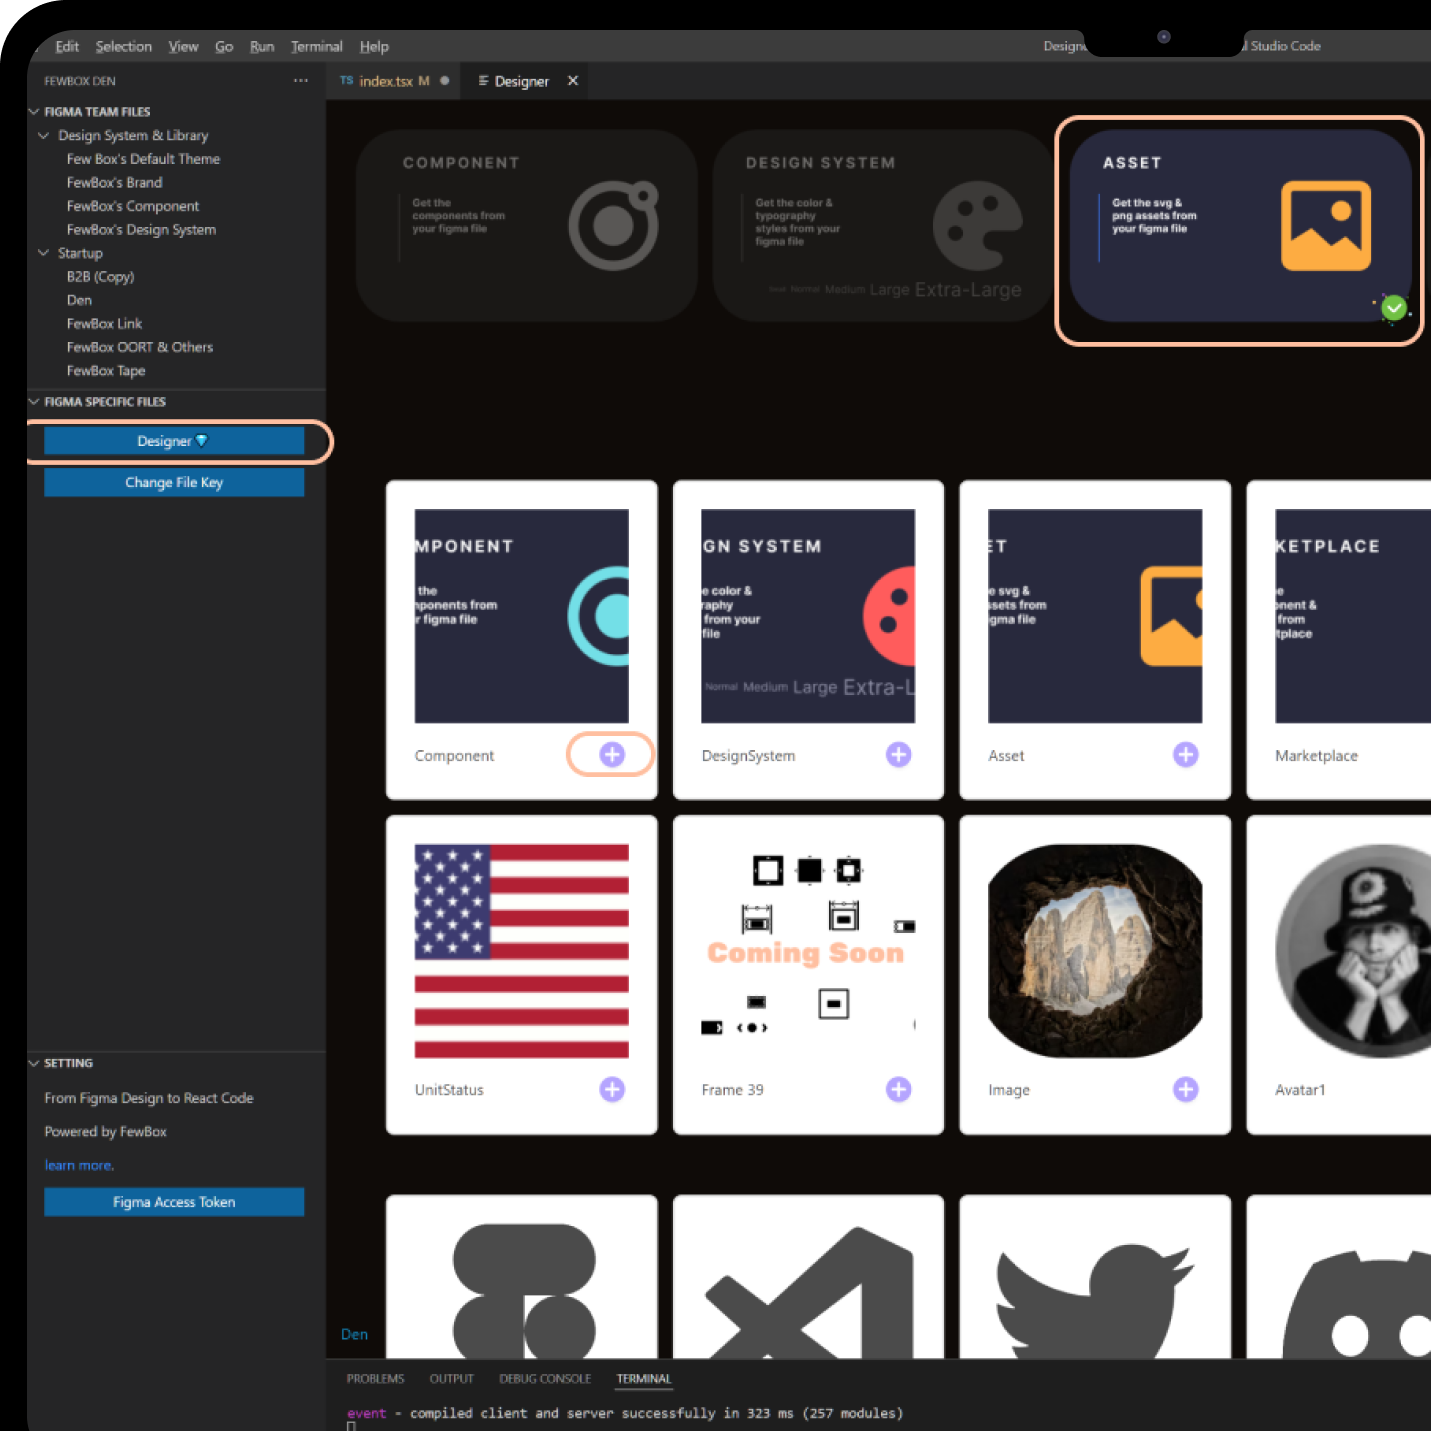 Edit Selection View Go Run Terminal Help
Studio Code
FEWBOX DEN
TS index.tsx M
Designer
FIGMA TEAM FILES
Design System & Library
Few Box's Default Theme
FewBox's Brand
FewBox's Component
FewBox's Design System
Startup
B2B (Copy)
Den
FewBox Link
FewBox OORT & Others
FewBox Tape
FIGMA SPECIFIC FILES
Designer
Change File Key
SETTING
From Figma Design to React Code
Powered by FewBox
learn more.
Figma Access Token
COMPONENT
Get the
components from
your figma file
DESIGN SYSTEM
Get the color &
typography
styles from your
figma file
Normal Medium Large Extra-Large
ASSET
Get the svg &
png assets from
your figma file
MPONENT
the
ponents from
r figma file
Component
GN SYSTEM
e color &
raphy
from your
file
Normal Medium Large Extra-L
DesignSystem
ET
e svg &
ssets from
gma file
Asset
KETPLACE
e
onent &
from
tplace
Marketplace
UnitStatus
Coming Soon
Frame 39
Image
Avatar1
Den
PROBLEMS OUTPUT DEBUG CONSOLE TERMINAL
event - compiled client and server successfully in 323 ms (257 modules)